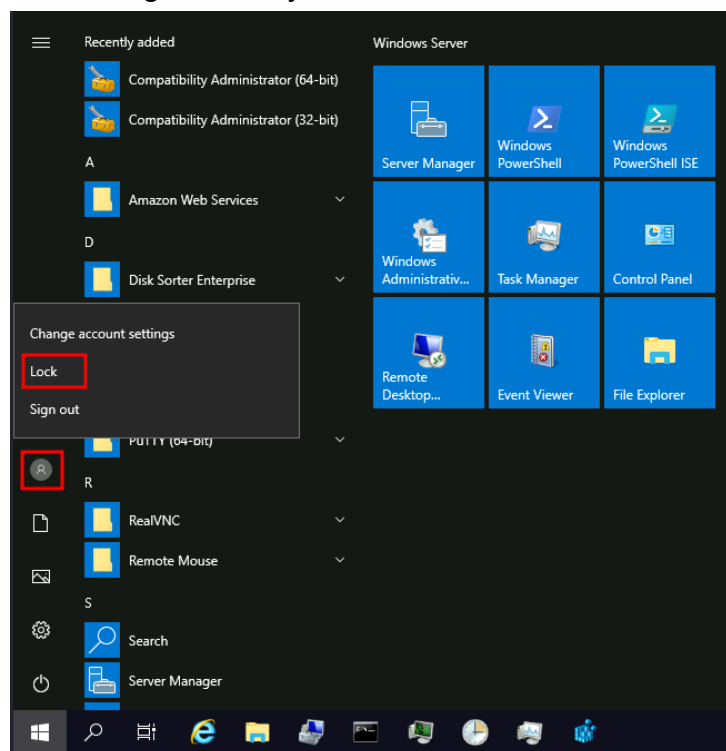 Recently added
Compatibility Administrator (64-bit)
Compatibility Administrator (32-bit)
A
Amazon Web Services
D
Disk Sorter Enterprise
Change account settings
Lock
Sign out
PuTTY (64-bit)
R
RealVNC
Remote Mouse
S
Search
Server Manager
Windows Server
Server Manager
Windows
PowerShell
Windows
PowerShell ISE
Windows
Administrativ...
Task Manager
Control Panel
Remote
Desktop...
Event Viewer
File Explorer